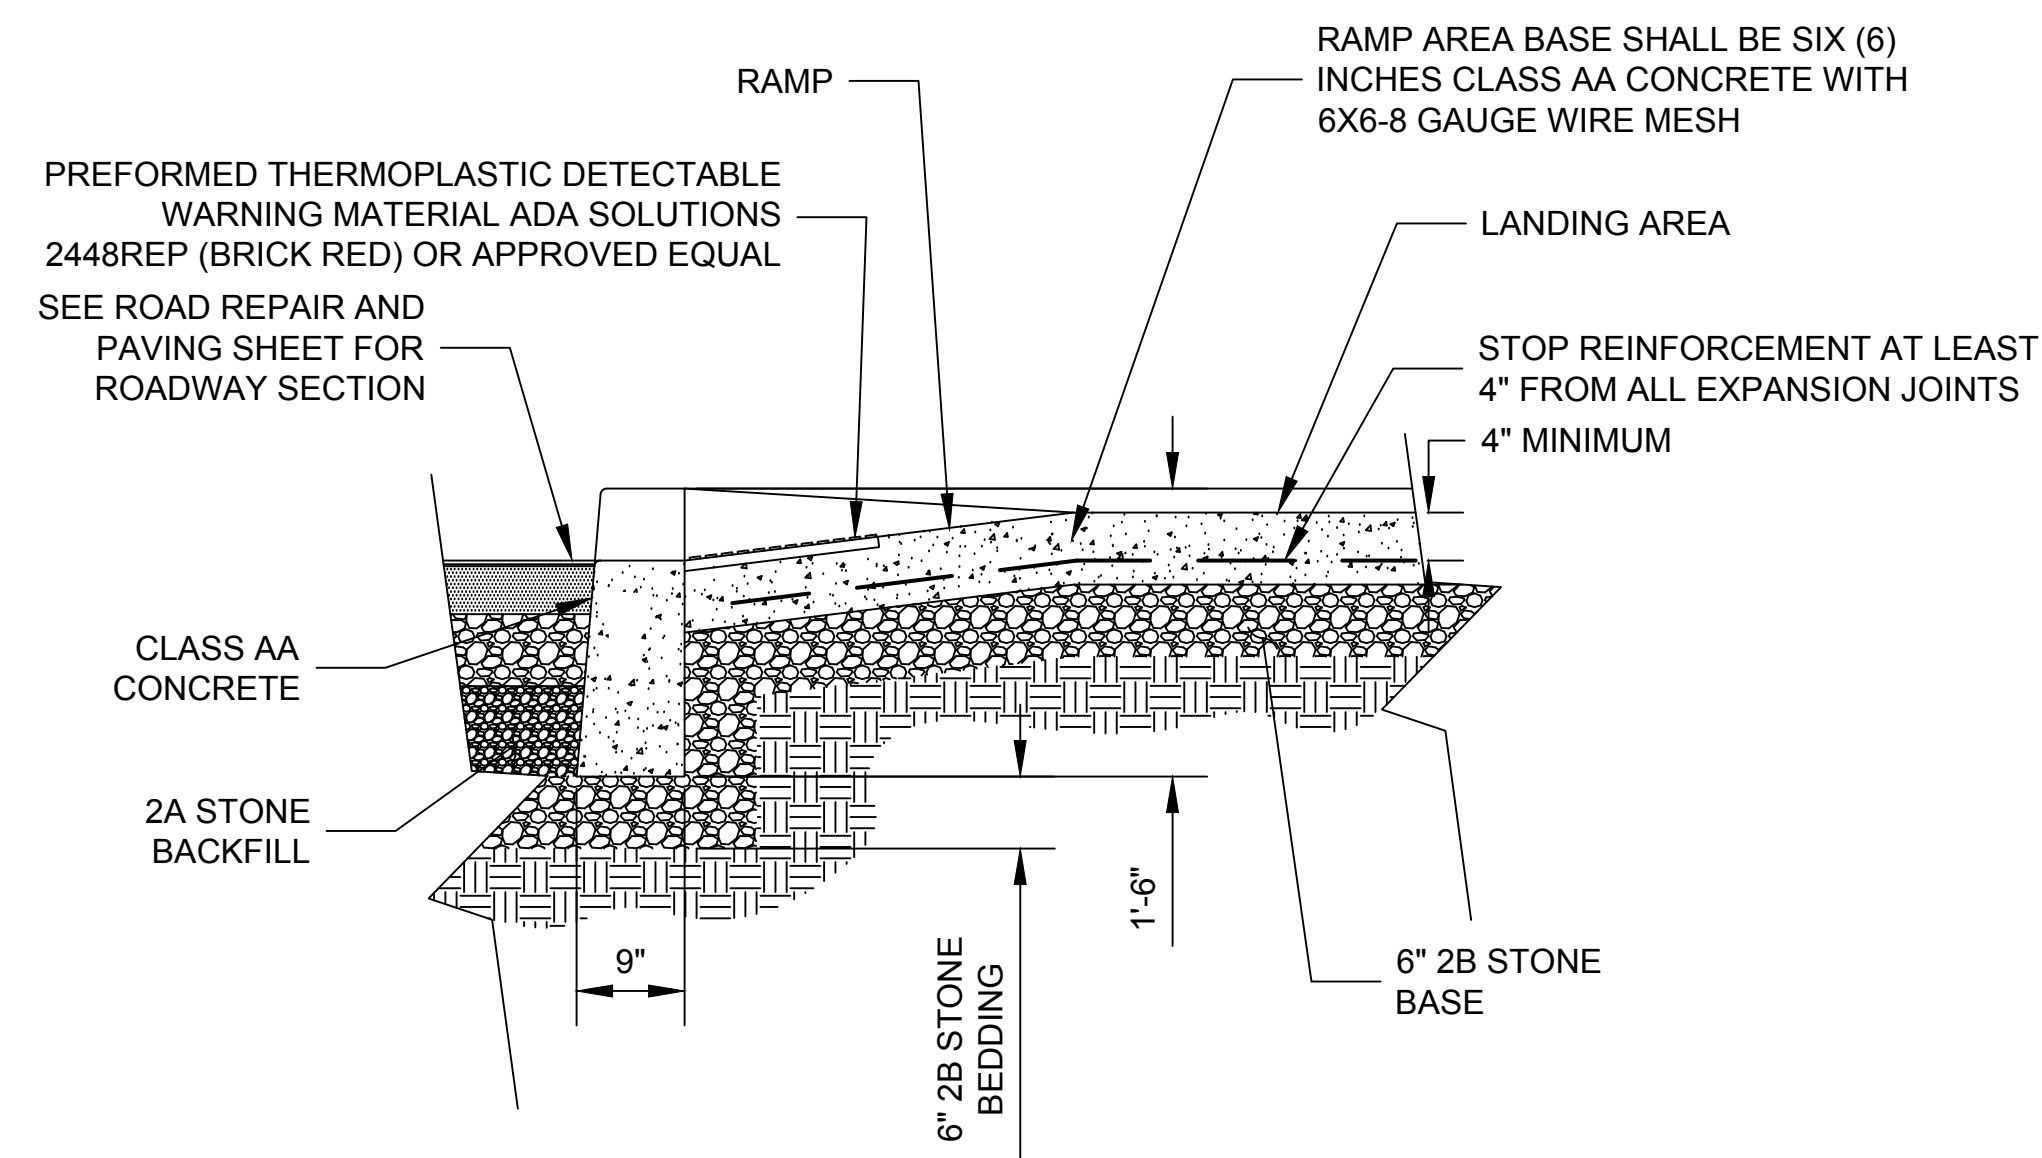 RAMP AREA BASE SHALL BE SIX (6)
INCHES CLASS AA CONCRETE WITH
6X6-8 GAUGE WIRE MESH
RAMP
PREFORMED THERMOPLASTIC DETECTABLE
WARNING MATERIAL ADA SOLUTIONS
2448REP (BRICK RED) OR APPROVED EQUAL
LANDING AREA
SEE ROAD REPAIR AND
PAVING SHEET FOR
ROADWAY SECTION
STOP REINFORCEMENT AT LEAST
4" FROM ALL EXPANSION JOINTS
4" MINIMUM
CLASS AA
CONCRETE
2A STONE
BACKFILL
9"
6" 2B STONE
BEDDING
1'-6"
6" 2B STONE
BASE